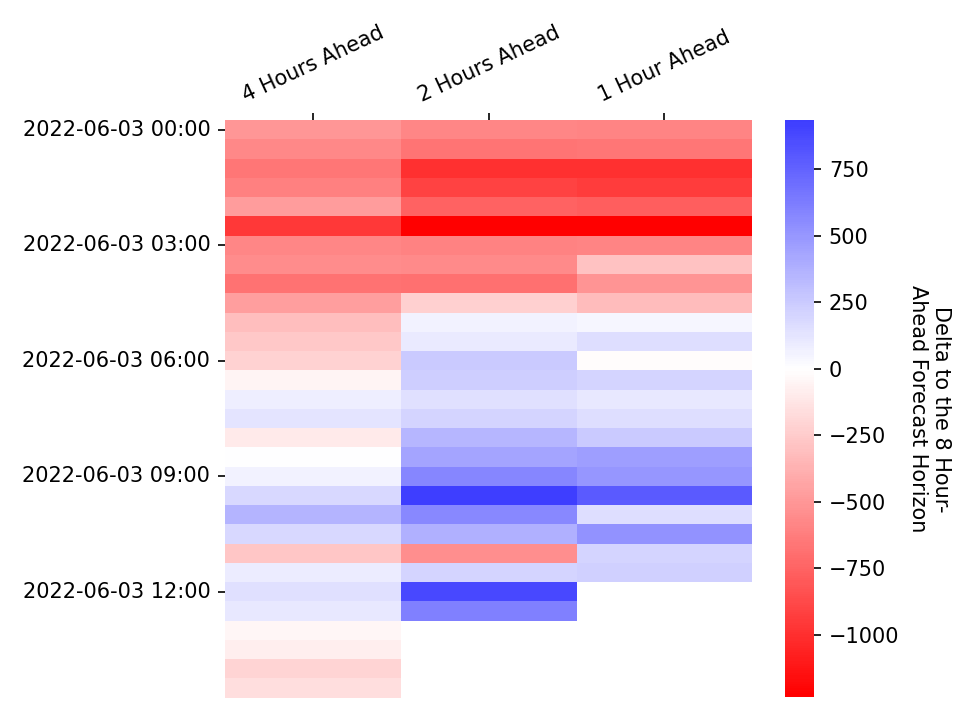 4 Hours Ahead
2 Hours Ahead
1 Hour Ahead
2022-06-03 00:00
2022-06-03 03:00
2022-06-03 06:00
2022-06-03 09:00
2022-06-03 12:00
750
500
250
0
−250
−500
−750
−1000
Delta to the 8 Hour-
Ahead Forecast Horizon